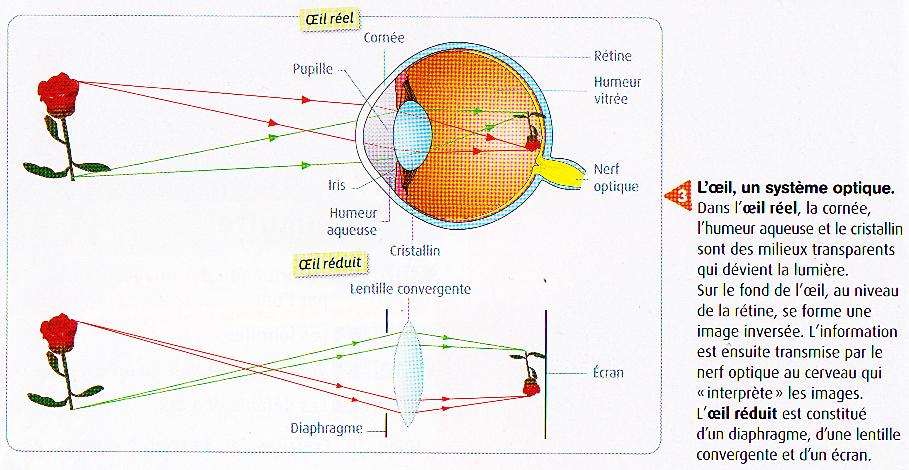 Œil réel
Cornée
Pupille
Rétine
Humeur
vitrée
Nerf
optique
Iris
Humeur
aqueuse
Cristallin
Œil réduit
Lentille convergente
Écran
Diaphragme
3
L'œil, un système optique.
Dans l'œil réel, la cornée,
l'humeur aqueuse et le cristallin
sont des milieux transparents
qui dévient la lumière.
Sur le fond de l'œil, au niveau
de la rétine, se forme une
image inversée. L'information
est ensuite transmise par le
nerf optique au cerveau qui
« interprète » les images.
L'œil réduit est constitué
d'un diaphragme, d'une lentille
convergente et d'un écran.